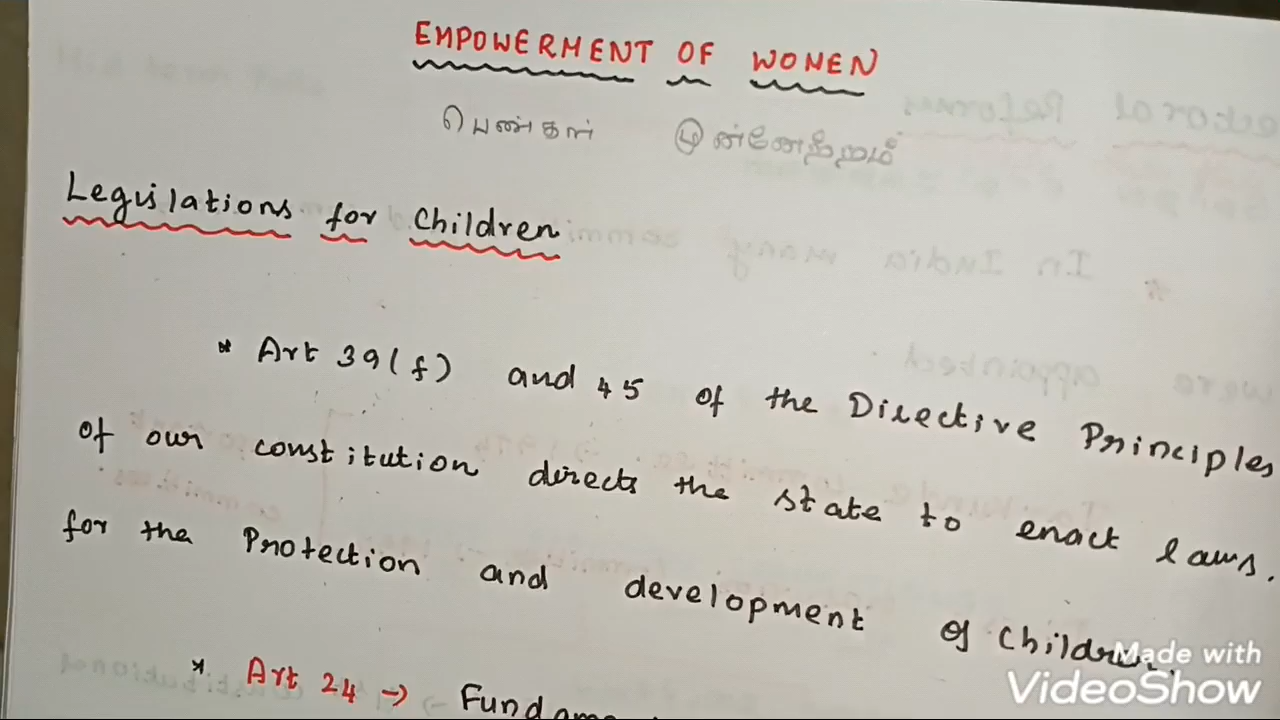 EMPOWERMENT OF WOMEN
பெண்கள் முன்னேற்றம்
Legislations for Children
* Art 39(f) and 45 of the Directive Principles
of our constitution directs the state to enact laws.
for the Protection and development of Children.
* Art 24 →
Made with
VideoShow